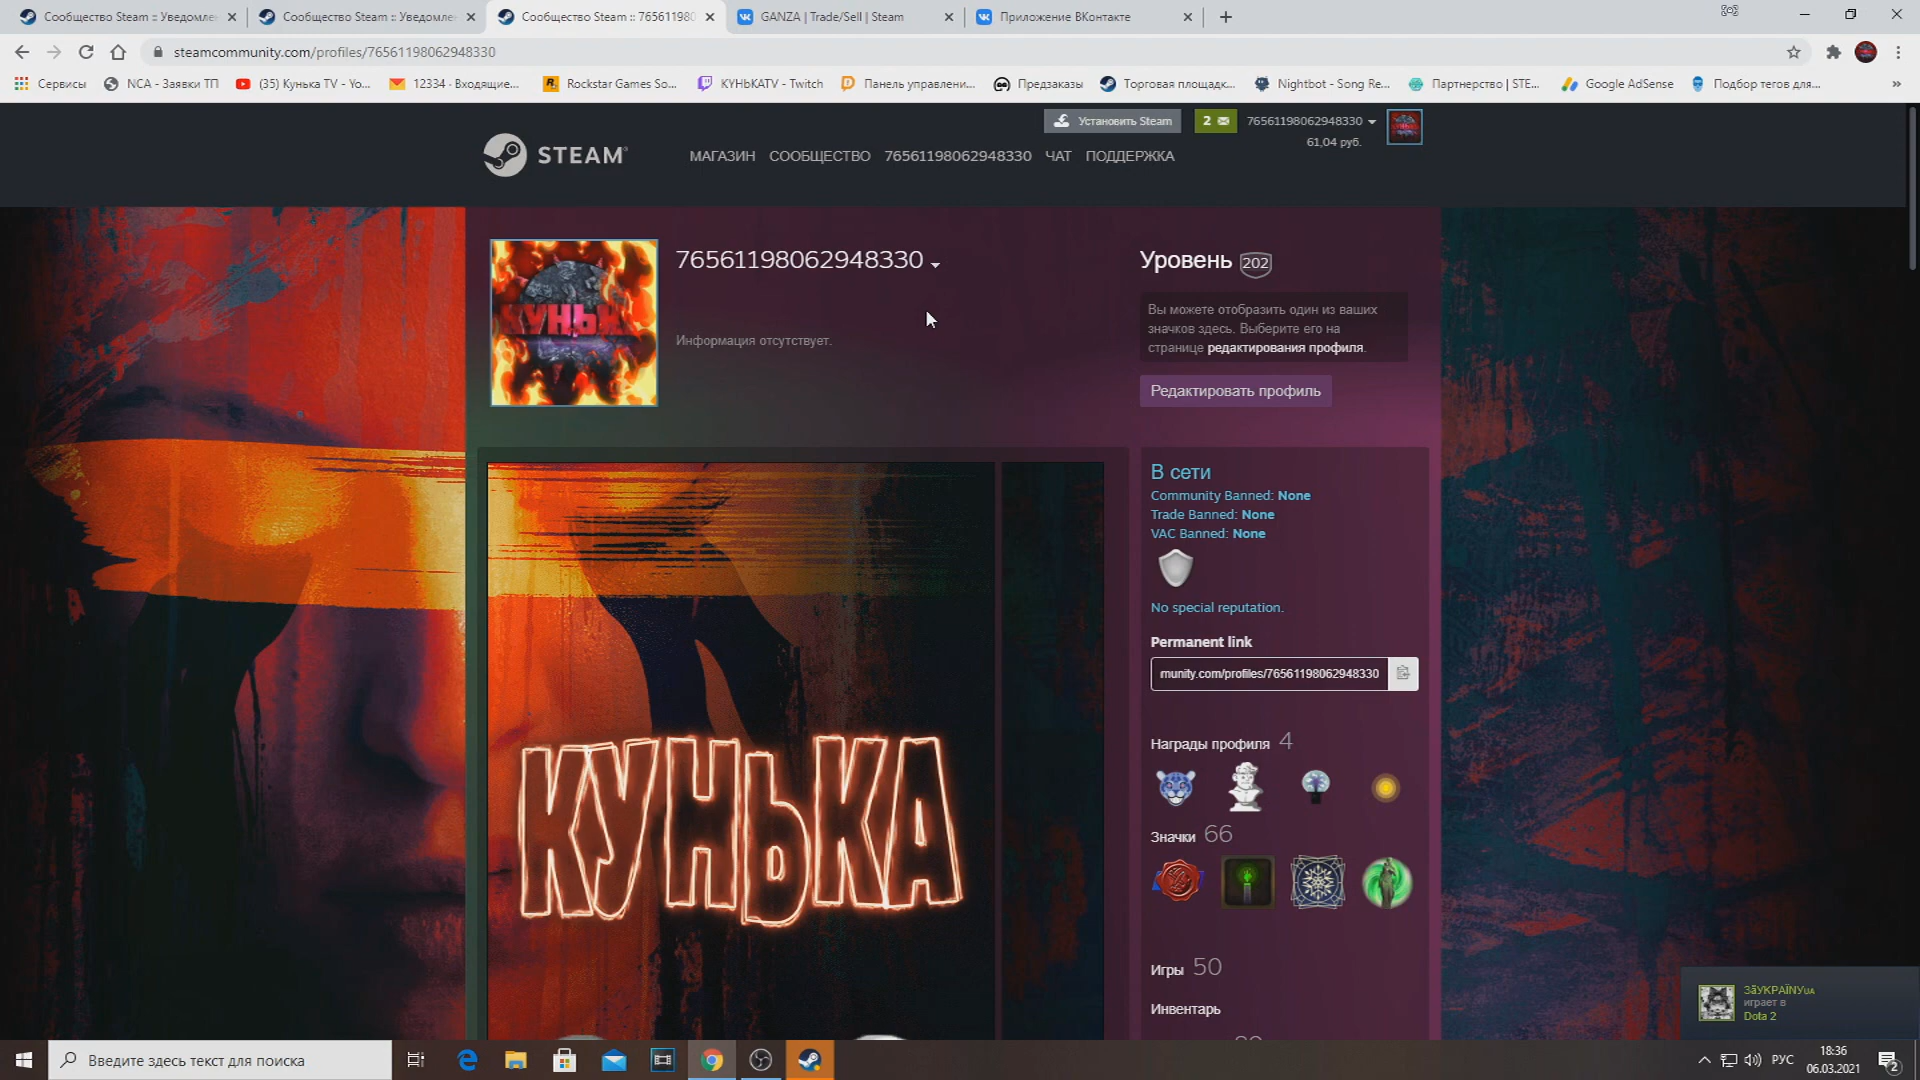 Сообщество Steam :: Уведомле
Сообщество Steam :: Уведомле
Сообщество Steam :: 765611980
GANZA | Trade/Sell | Steam
Приложение ВКонтакте
steamcommunity.com/profiles/76561198062948330
Сервисы
NCA - Заявки ТП
(35) Кунька TV - Yo...
12334 - Входящие...
Rockstar Games So...
КУНЬКАTV - Twitch
Панель управлени...
Предзаказы
Торговая площадк...
Nightbot - Song Re...
Партнерство | STE...
Google AdSense
Подбор тегов для...
Установить Steam
2
76561198062948330
61,04 руб.
STEAM
МАГАЗИН СООБЩЕСТВО 76561198062948330 ЧАТ ПОДДЕРЖКА
КУНЬК
76561198062948330
Информация отсутствует.
Уровень 202
Вы можете отобразить один из ваших
значков здесь. Выберите его на
странице редактирования профиля.
Редактировать профиль
КУНЬКА
В сети
Community Banned: None
Trade Banned: None
VAC Banned: None
No special reputation.
Permanent link
munity.com/profiles/76561198062948330
Награды профиля 4
Значки 66
Игры 50
Инвентарь
ЗãУКРАЇNУUA
играет в
Dota 2
Введите здесь текст для поиска
РУС
18:36
06.03.2021
2